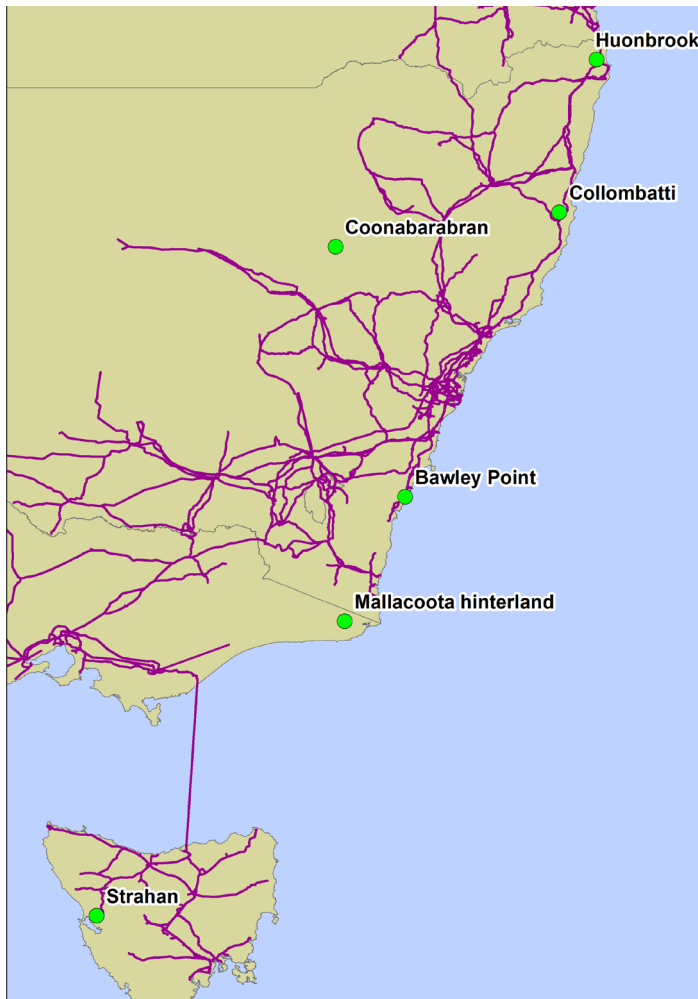 Huonbrook
Collombatti
Coonabarabran
Bawley Point
Mallacoota hinterland
Strahan